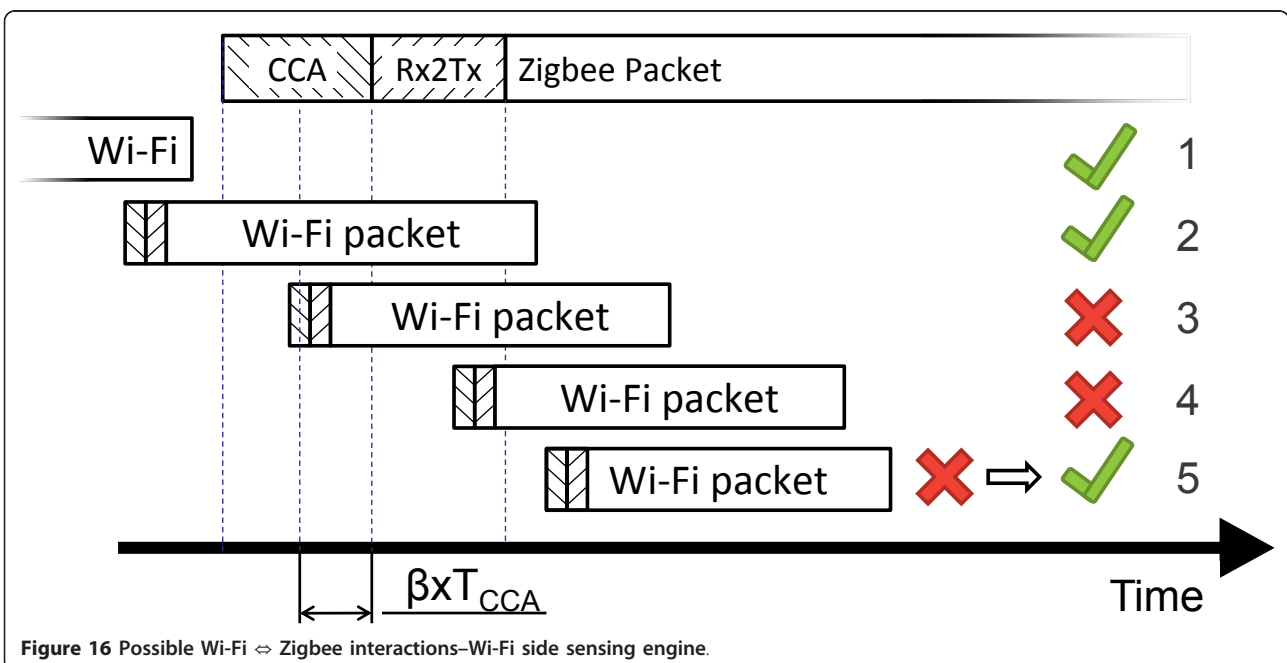 CCA Rx2Tx Zigbee Packet
Wi-Fi 1
Wi-Fi packet 2
Wi-Fi packet 3
Wi-Fi packet 4
Wi-Fi packet 5
βxT_CCA
Time
Figure 16 Possible Wi-Fi ⇔ Zigbee interactions–Wi-Fi side sensing engine.